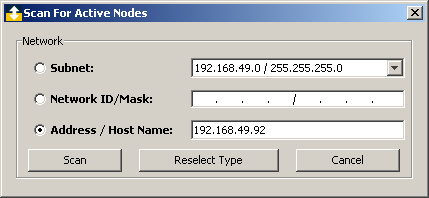 Scan For Active Nodes
Network
Subnet: 192.168.49.0 / 255.255.255.0
Network ID/Mask: . . . / . . .
Address / Host Name: 192.168.49.92
Scan Reselect Type Cancel